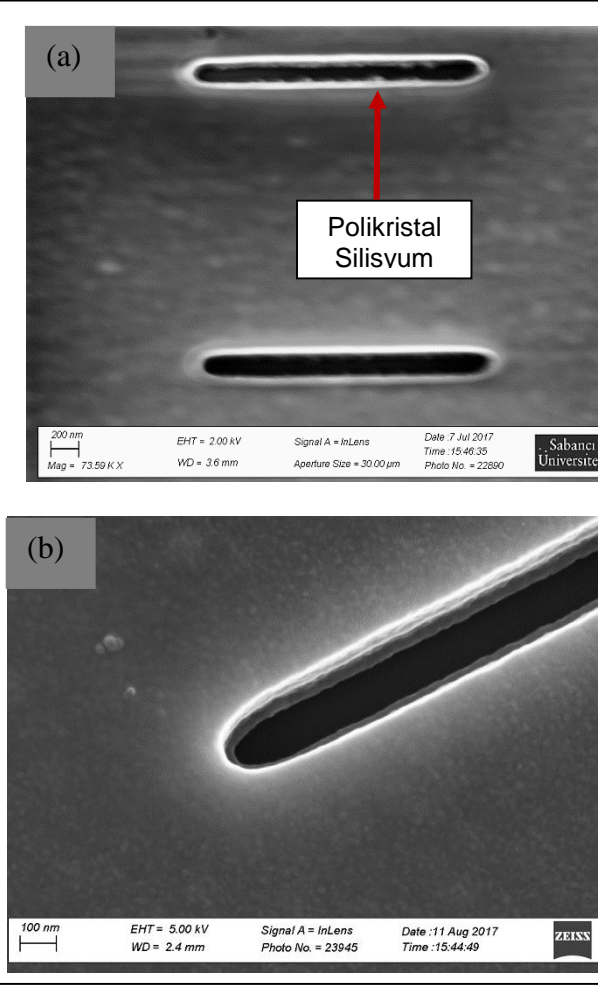 (a)
Polikristal
Silisyum
200 nm
Mag = 73.59 K X
EHT = 2.00 kV
WD = 3.6 mm
Signal A = InLens
Aperture Size = 30.00 µm
Date :7 Jul 2017
Time :15:46:35
Photo No. = 22890
Sabancı
Üniversite
(b)
100 nm
EHT = 5.00 kV
WD = 2.4 mm
Signal A = InLens
Photo No. = 23945
Date :11 Aug 2017
Time :15:44:49
ZEISS